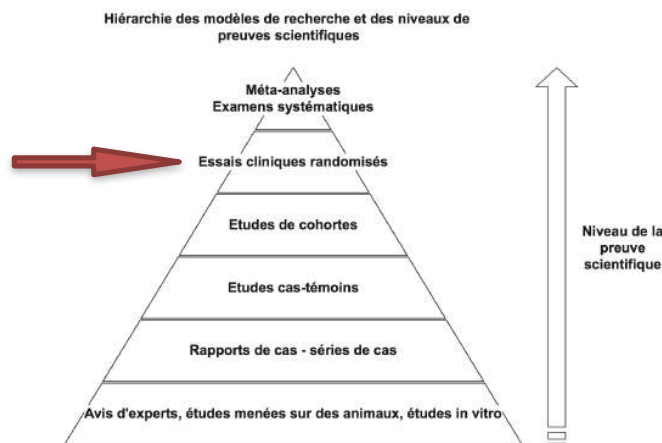 Hiérarchie des modèles de recherche et des niveaux de
preuves scientifiques
Méta-analyses
Examens systématiques
Essais cliniques randomisés
Etudes de cohortes
Etudes cas-témoins
Rapports de cas - séries de cas
Avis d'experts, études menées sur des animaux, études in vitro
Niveau de la
preuve
scientifique